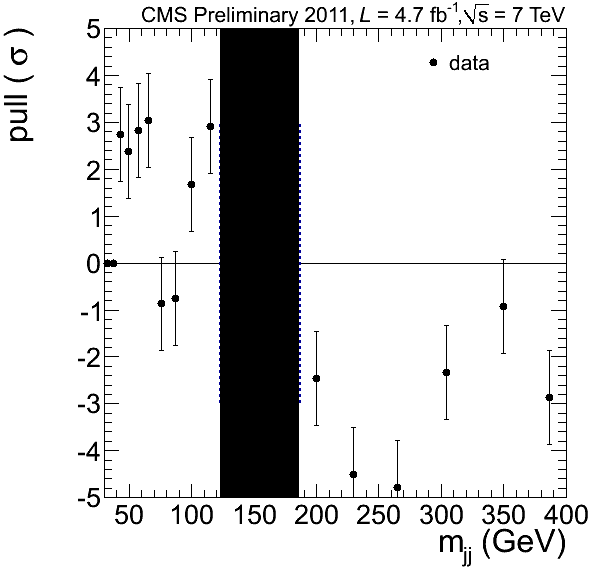 CMS Preliminary 2011, L = 4.7 fb⁻¹, √s = 7 TeV
pull ( σ )
data
5
4
3
2
1
0
-1
-2
-3
-4
-5
50 100 150 200 250 300 350 400
m_jj (GeV)